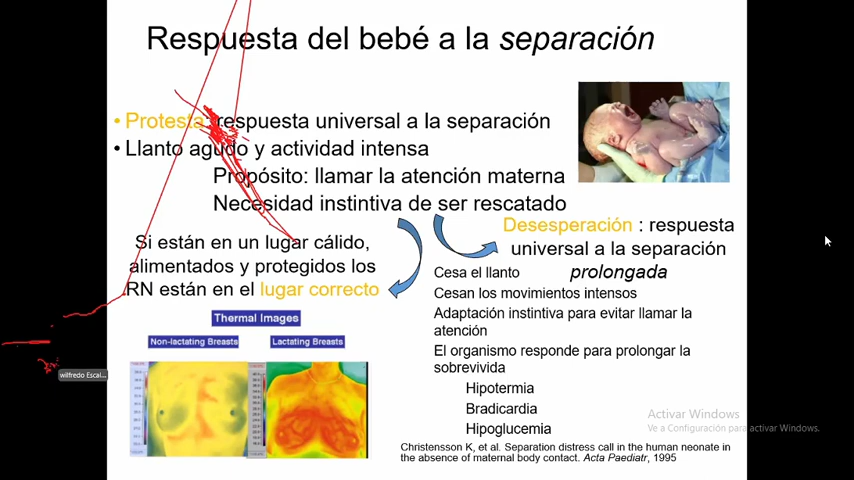 Respuesta del bebé a la separación
• Protesta: respuesta universal a la separación
• Llanto agudo y actividad intensa
Propósito: llamar la atención materna
Necesidad instintiva de ser rescatado
Si están en un lugar cálido,
alimentados y protegidos los
RN están en el lugar correcto
Thermal Images
Non-lactating Breasts
Lactating Breasts
Desesperación : respuesta
universal a la separación
prolongada
Cesa el llanto
Cesan los movimientos intensos
Adaptación instintiva para evitar llamar la
atención
El organismo responde para prolongar la
sobrevivida
Hipotermia
Bradicardia
Hipoglucemia
Christensson K, et al. Separation distress call in the human neonate in
the absence of maternal body contact. Acta Paediatr, 1995
wilfredo Escal...
Activar Windows
Ve a Configuración para activar Windows.